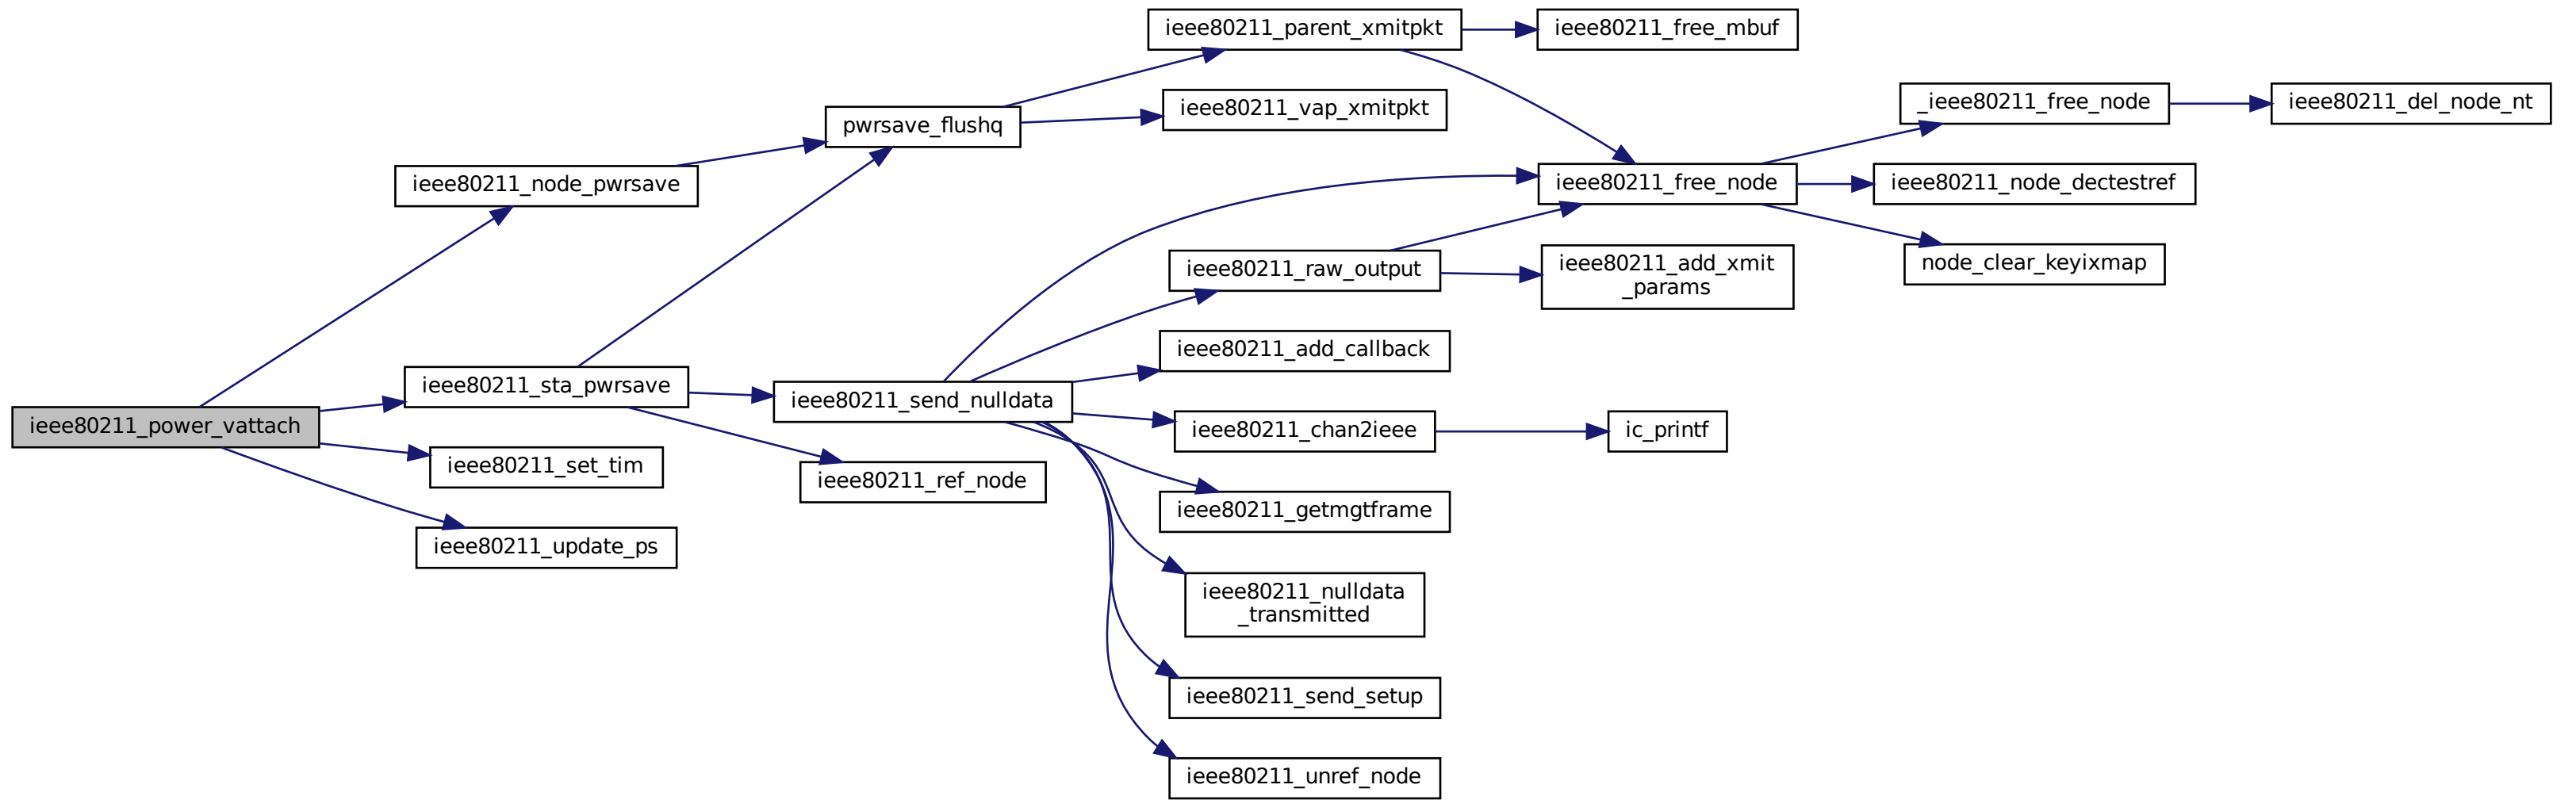 ieee80211_power_vattach
ieee80211_node_pwrsave
ieee80211_sta_pwrsave
ieee80211_set_tim
ieee80211_update_ps
pwrsave_flushq
ieee80211_send_nulldata
ieee80211_ref_node
ieee80211_parent_xmitpkt
ieee80211_vap_xmitpkt
ieee80211_raw_output
ieee80211_add_callback
ieee80211_chan2ieee
ieee80211_getmgtframe
ieee80211_nulldata
_transmitted
ieee80211_send_setup
ieee80211_unref_node
ieee80211_free_mbuf
ieee80211_free_node
ieee80211_add_xmit
_params
ic_printf
_ieee80211_free_node
ieee80211_node_dectestref
node_clear_keyixmap
ieee80211_del_node_nt